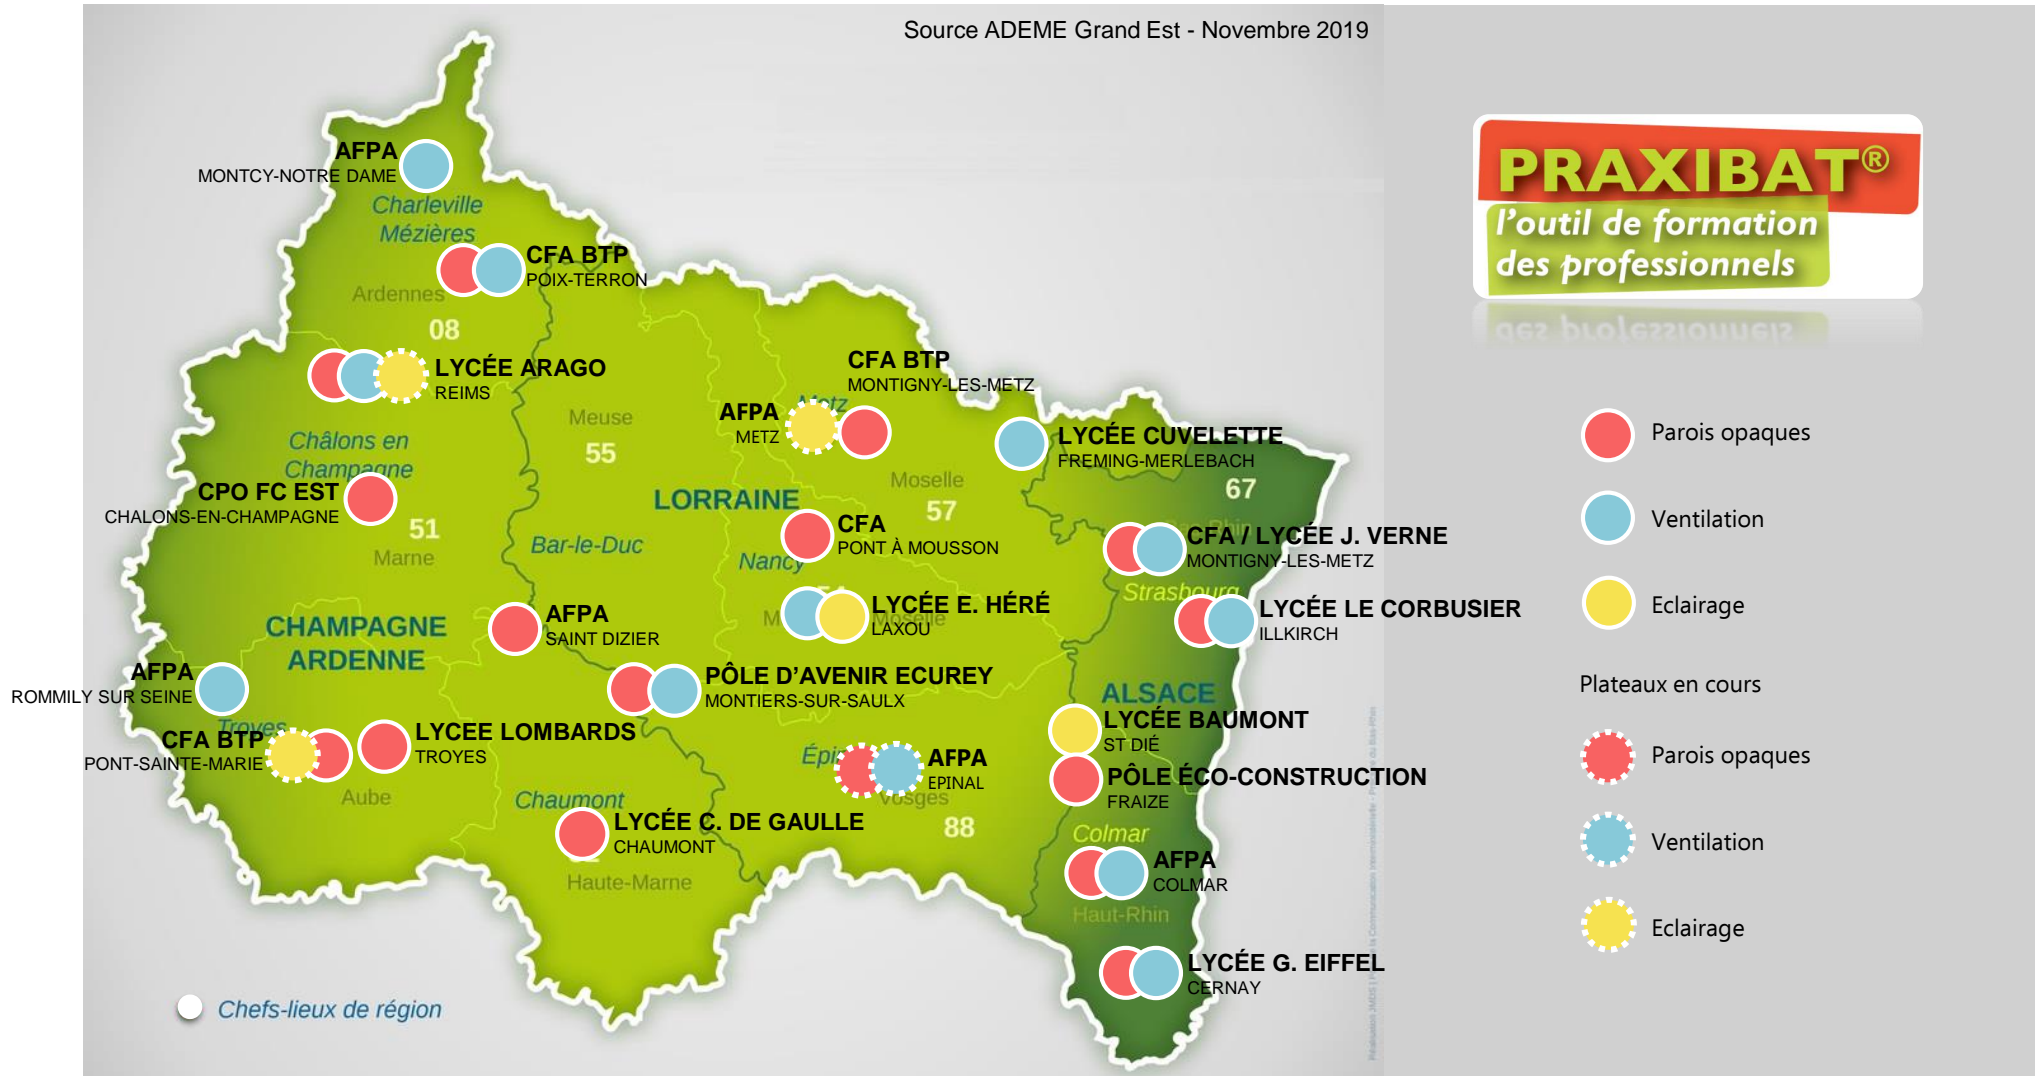 Source ADEME Grand Est - Novembre 2019
PRAXIBAT®
l'outil de formation
des professionnels
AFPA
MONTCY-NOTRE DAME
Charleville
Mézières
CFA BTP
POIX-TERRON
Ardennes
08
LYCÉE ARAGO
REIMS
CFA BTP
MONTIGNY-LES-METZ
Metz
AFPA
METZ
Meuse
55
LYCÉE CUVELETTE
FREMING-MERLEBACH
Châlons en
Champagne
CPO FC EST
CHALONS-EN-CHAMPAGNE
51
Marne
LORRAINE
Moselle
57
67
Bas-Rhin
CFA
PONT À MOUSSON
Bar-le-Duc
Nancy
CFA / LYCÉE J. VERNE
MONTIGNY-LES-METZ
Strasbourg
LYCÉE E. HÉRÉ
LAXOU
Moselle
LYCÉE LE CORBUSIER
ILLKIRCH
AFPA
SAINT DIZIER
CHAMPAGNE
ARDENNE
AFPA
ROMMILY SUR SEINE
PÔLE D'AVENIR ECUREY
MONTIERS-SUR-SAULX
ALSACE
LYCÉE BAUMONT
ST DIÉ
Troyes
CFA BTP
PONT-SAINTE-MARIE
LYCEE LOMBARDS
TROYES
Aube
AFPA
EPINAL
Vosges
88
PÔLE ÉCO-CONSTRUCTION
FRAIZE
Chaumont
LYCÉE C. DE GAULLE
CHAUMONT
Haute-Marne
Colmar
AFPA
COLMAR
Haut-Rhin
LYCÉE G. EIFFEL
CERNAY
Chefs-lieux de région
Parois opaques
Ventilation
Eclairage
Plateaux en cours
Parois opaques
Ventilation
Eclairage